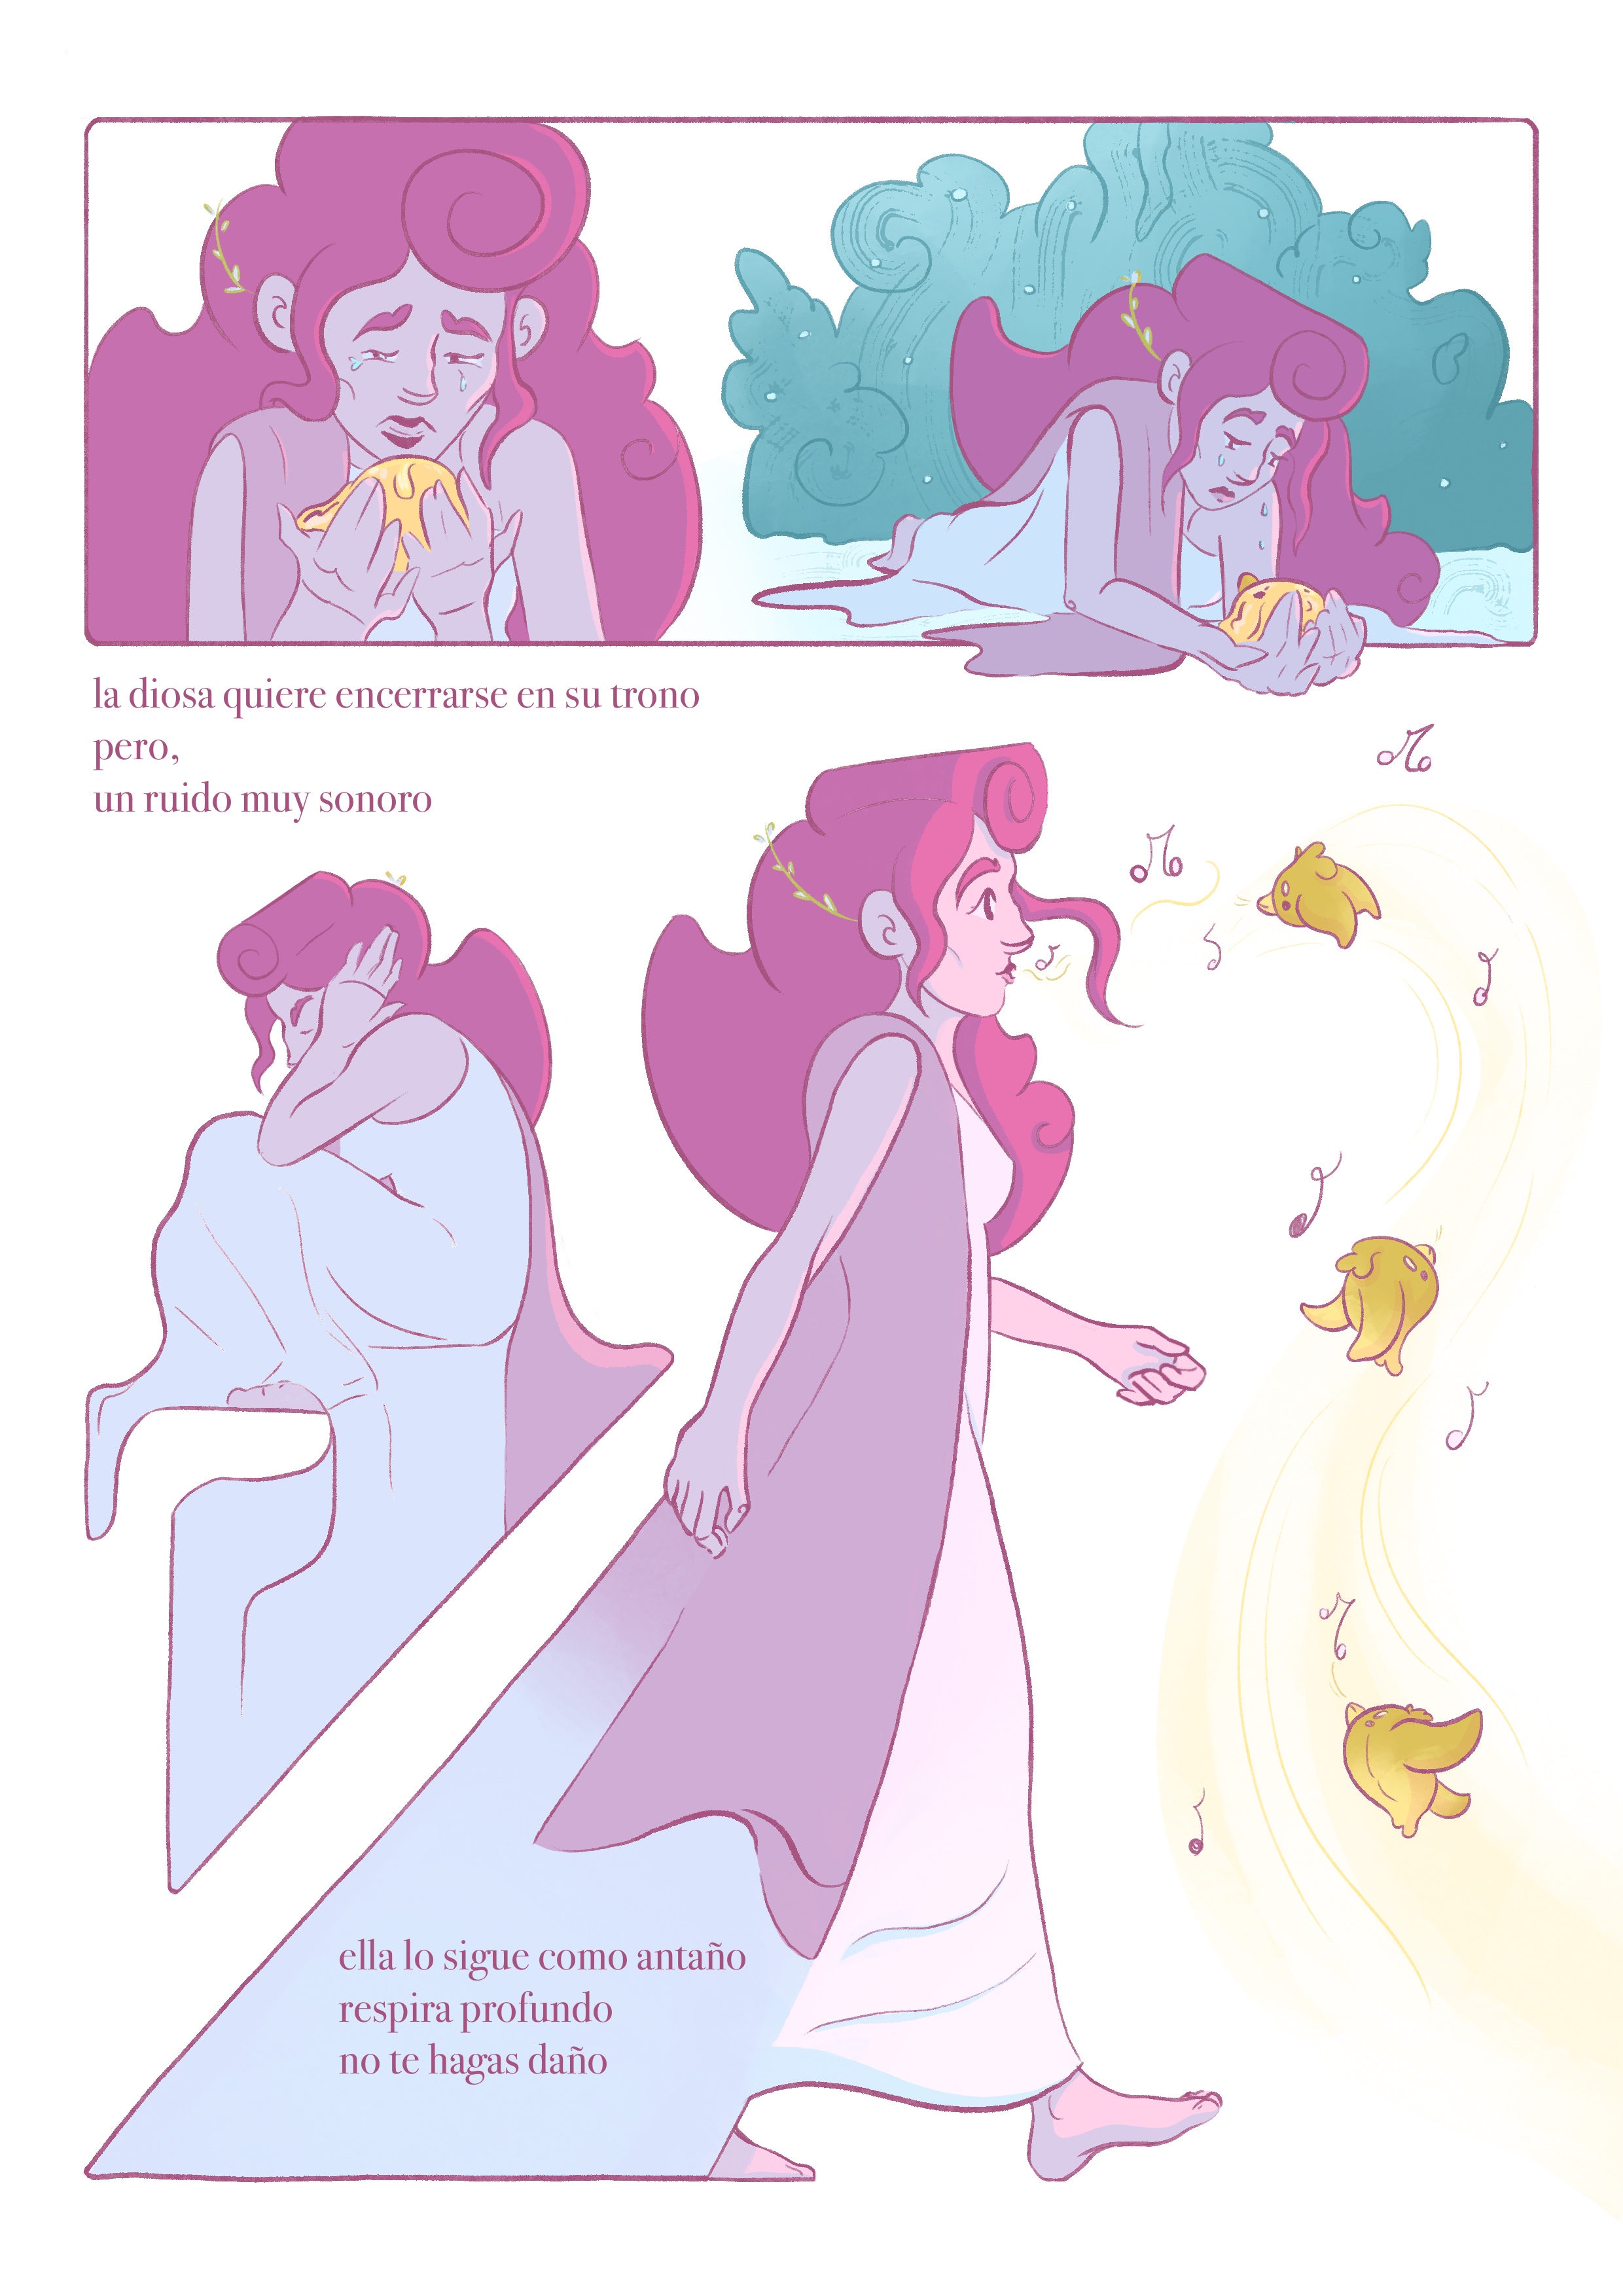 la diosa quiere encerrarse en su trono
pero,
un ruido muy sonoro
ella lo sigue como antaño
respira profundo
no te hagas daño